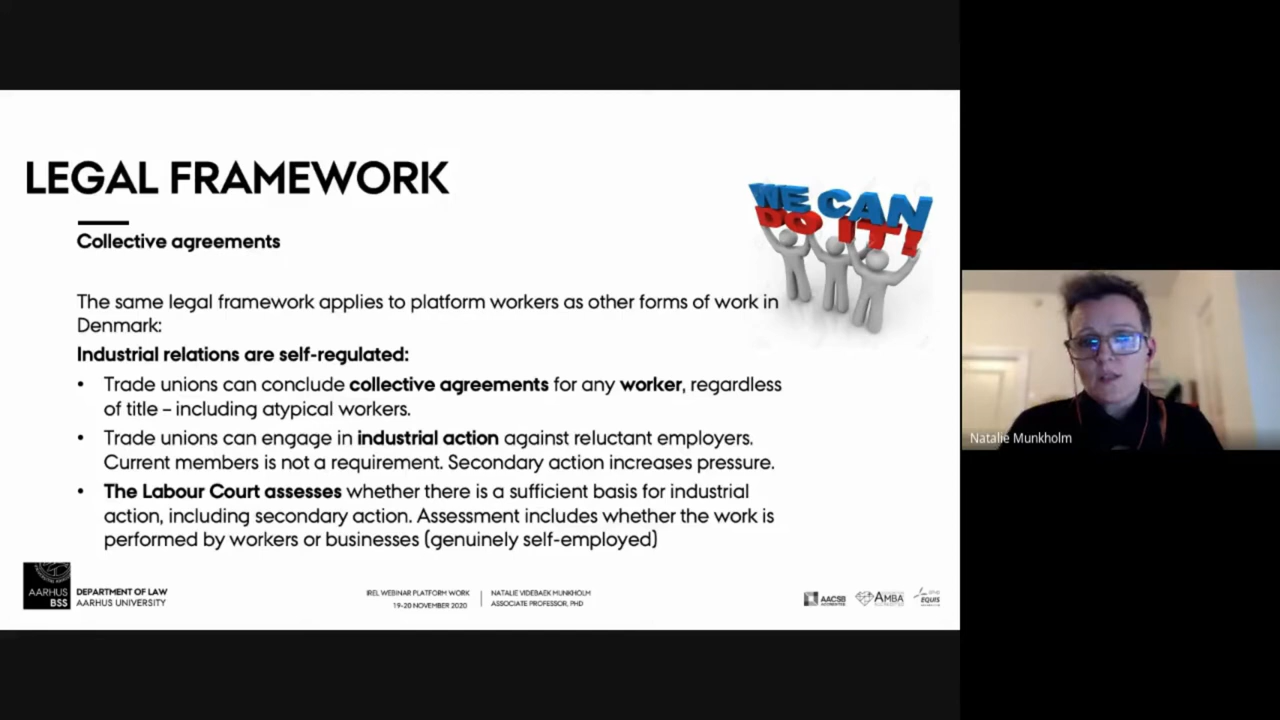 LEGAL FRAMEWORK
WE CAN
DO IT!
Collective agreements
The same legal framework applies to platform workers as other forms of work in
Denmark:
Industrial relations are self-regulated:
• Trade unions can conclude collective agreements for any worker, regardless
of title – including atypical workers.
• Trade unions can engage in industrial action against reluctant employers.
Current members is not a requirement. Secondary action increases pressure.
• The Labour Court assesses whether there is a sufficient basis for industrial
action, including secondary action. Assessment includes whether the work is
performed by workers or businesses (genuinely self-employed)
Natalie Munkholm
AARHUS
BSS
DEPARTMENT OF LAW
AARHUS UNIVERSITY
IREL WEBINAR PLATFORM WORK
19-20 NOVEMBER 2020
NATALIE VIDEBAEK MUNKHOLM
ASSOCIATE PROFESSOR, PHD
AACSB
AMBA
EQUIS